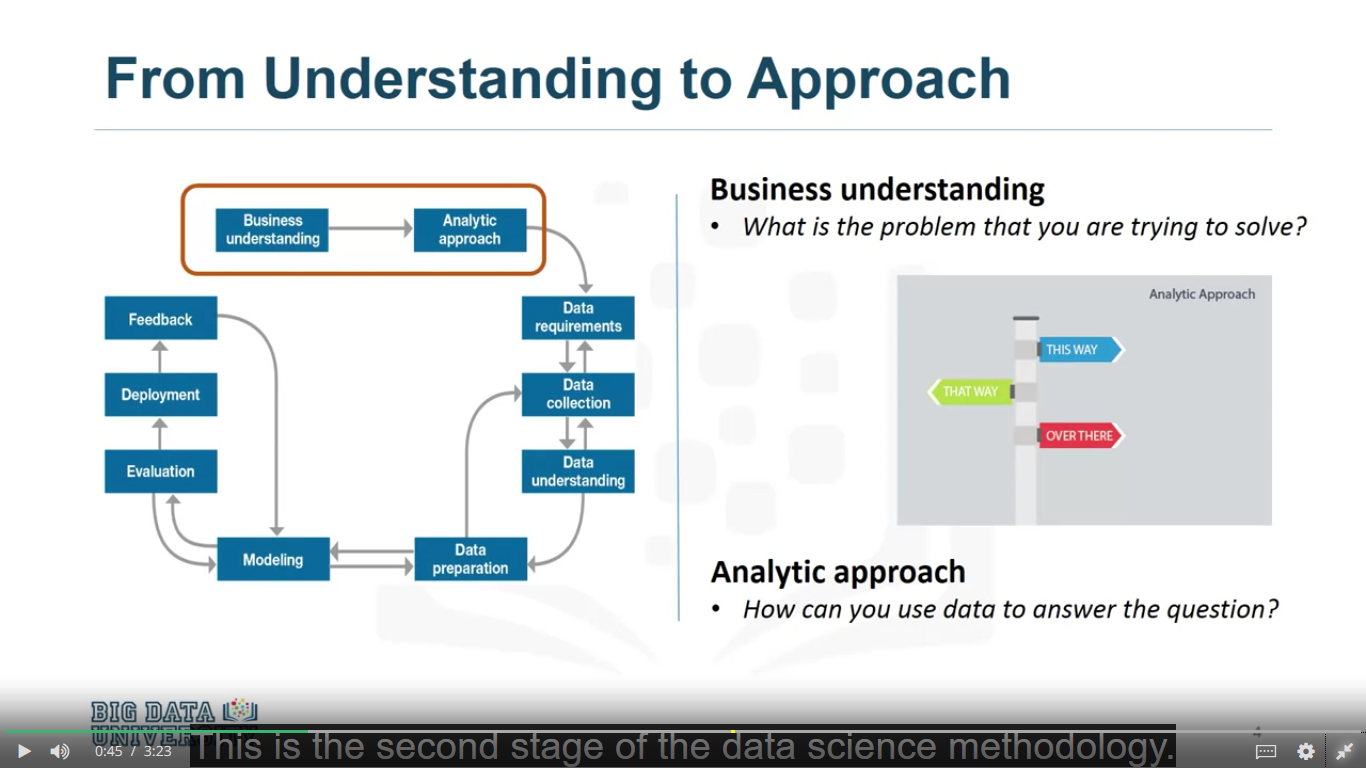 From Understanding to Approach
Business
understanding
Analytic
approach
Feedback
Data
requirements
Deployment
Data
collection
Evaluation
Data
understanding
Modeling
Data
preparation
Business understanding
• What is the problem that you are trying to solve?
Analytic Approach
THIS WAY
THAT WAY
OVER THERE
Analytic approach
• How can you use data to answer the question?
BIG DATA
UNIVERSITY
4
This is the second stage of the data science methodology.
0:45 / 3:23